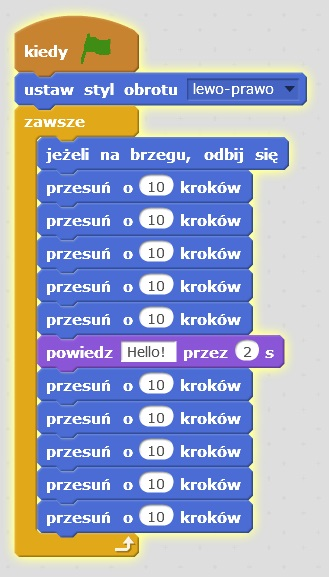 kiedy
ustaw styl obrotu lewo-prawo
zawsze
jeżeli na brzegu, odbij się
przesuń o 10 kroków
przesuń o 10 kroków
przesuń o 10 kroków
przesuń o 10 kroków
przesuń o 10 kroków
powiedz Hello! przez 2 s
przesuń o 10 kroków
przesuń o 10 kroków
przesuń o 10 kroków
przesuń o 10 kroków
przesuń o 10 kroków